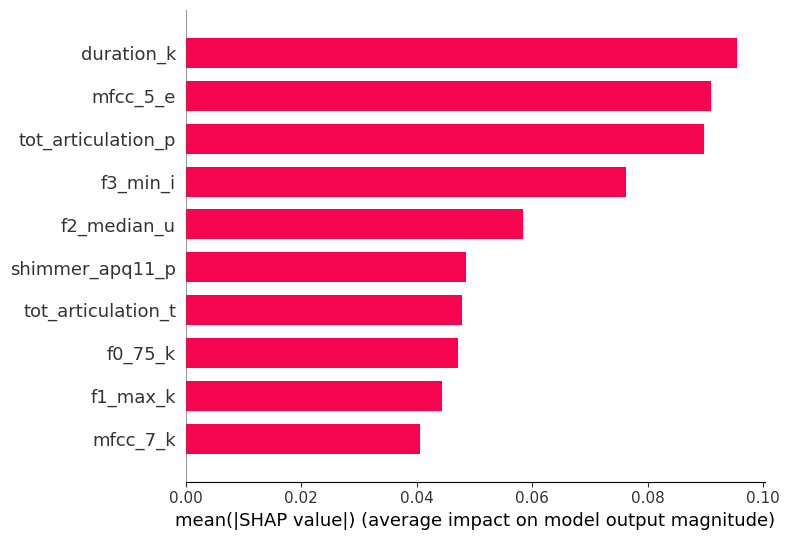 duration_k
mfcc_5_e
tot_articulation_p
f3_min_i
f2_median_u
shimmer_apq11_p
tot_articulation_t
f0_75_k
f1_max_k
mfcc_7_k
0.00 0.02 0.04 0.06 0.08 0.10
mean(|SHAP value|) (average impact on model output magnitude)